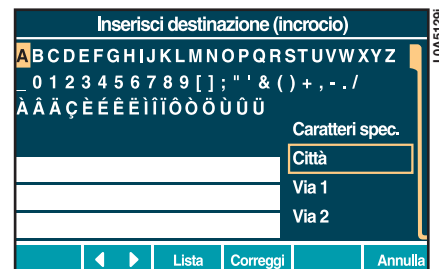 Inserisci destinazione (incrocio)
A B C D E F G H I J K L M N O P Q R S T U V W X Y Z
_ 0 1 2 3 4 5 6 7 8 9 [ ] ; " ' & ( ) + , - . /
À Â Ä Ç È É Ê Ë Ì Î Ï Ô Ò Ö Ù Û Ü
Caratteri spec.
Città
Via 1
Via 2
Lista Correggi Annulla
L0A5129i